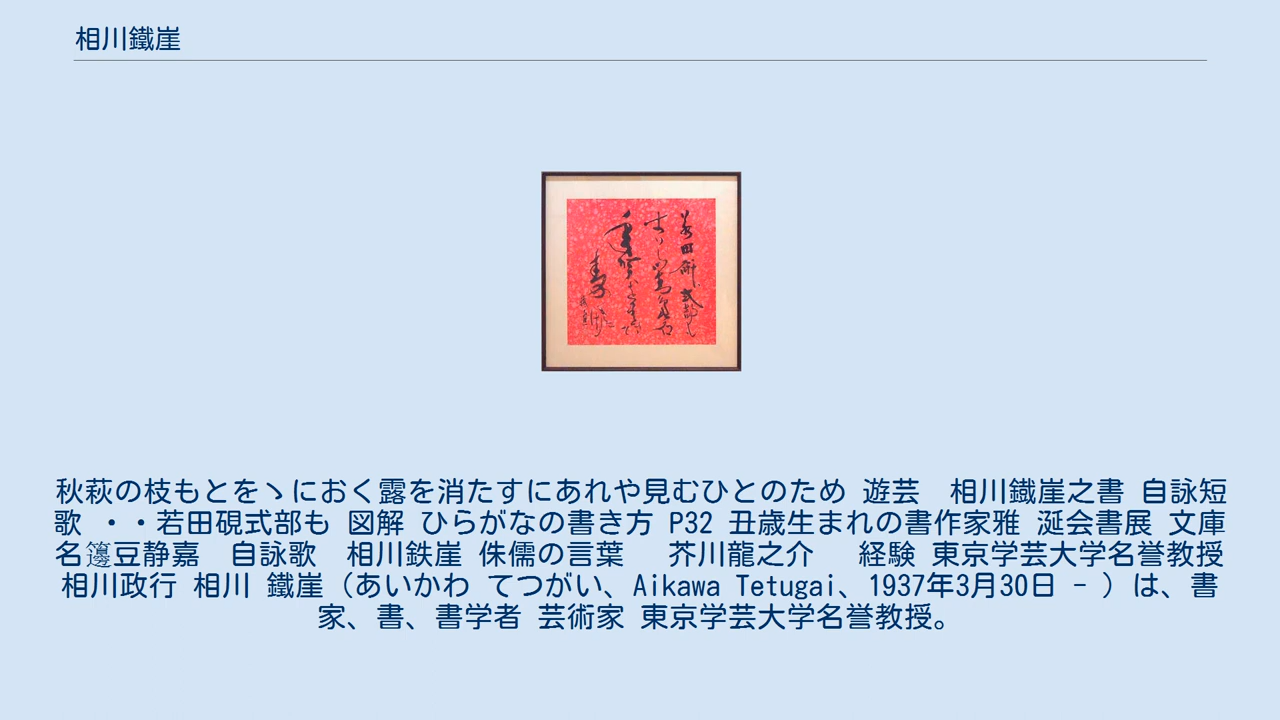 相川鐵崖
秋萩の枝もとをゝにおく露を消たすにあれや見むひとのため 遊芸　相川鐡崖之書 自詠短
歌 ・・若田硯式部も 図解 ひらがなの書き方 P32 丑歳生まれの書作家雅 涎会書展 文庫
名籩豆静嘉　自詠歌　相川鉄崖 侏儒の言葉　 芥川龍之介　 経験 東京学芸大学名誉教授
相川政行 相川 鐵崖（あいかわ てつがい、Aikawa Tetugai、1937年3月30日 - ）は、書
家、書、書学者 芸術家 東京学芸大学名誉教授。